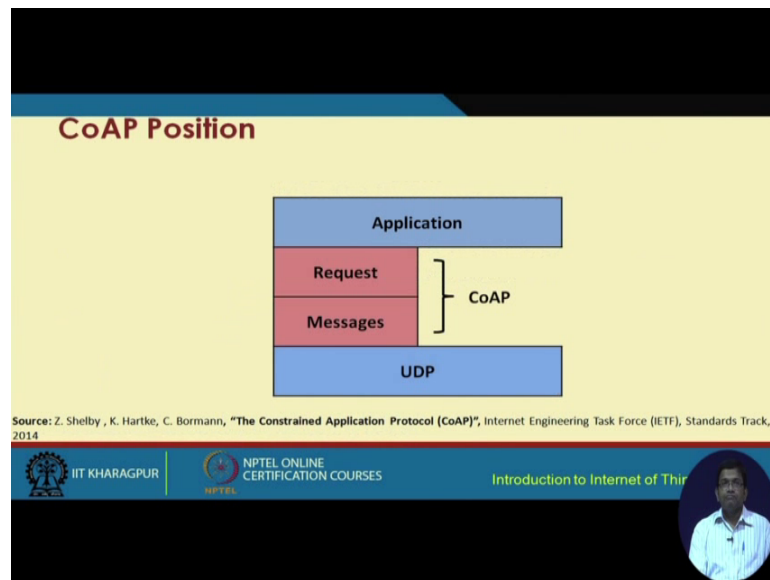 CoAP Position
Application
Request
Messages
CoAP
UDP
Source: Z. Shelby , K. Hartke, C. Bormann, "The Constrained Application Protocol (CoAP)", Internet Engineering Task Force (IETF), Standards Track,
2014
IIT KHARAGPUR
NPTEL
NPTEL ONLINE
CERTIFICATION COURSES
Introduction to Internet of Thi